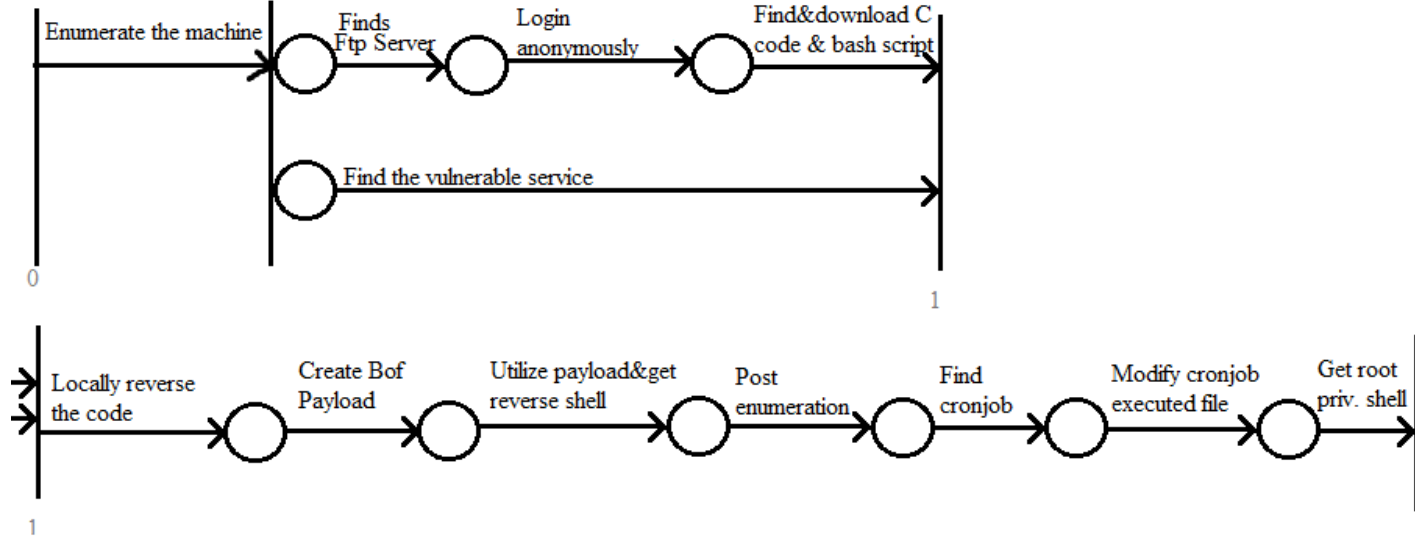 Enumerate the machine
Finds
Ftp Server
Login
anonymously
Find&download C
code & bash script
Find the vulnerable service
0
1
Locally reverse
the code
Create Bof
Payload
Utilize payload&get
reverse shell
Post
enumeration
Find
cronjob
Modify cronjob
executed file
Get root
priv. shell
1